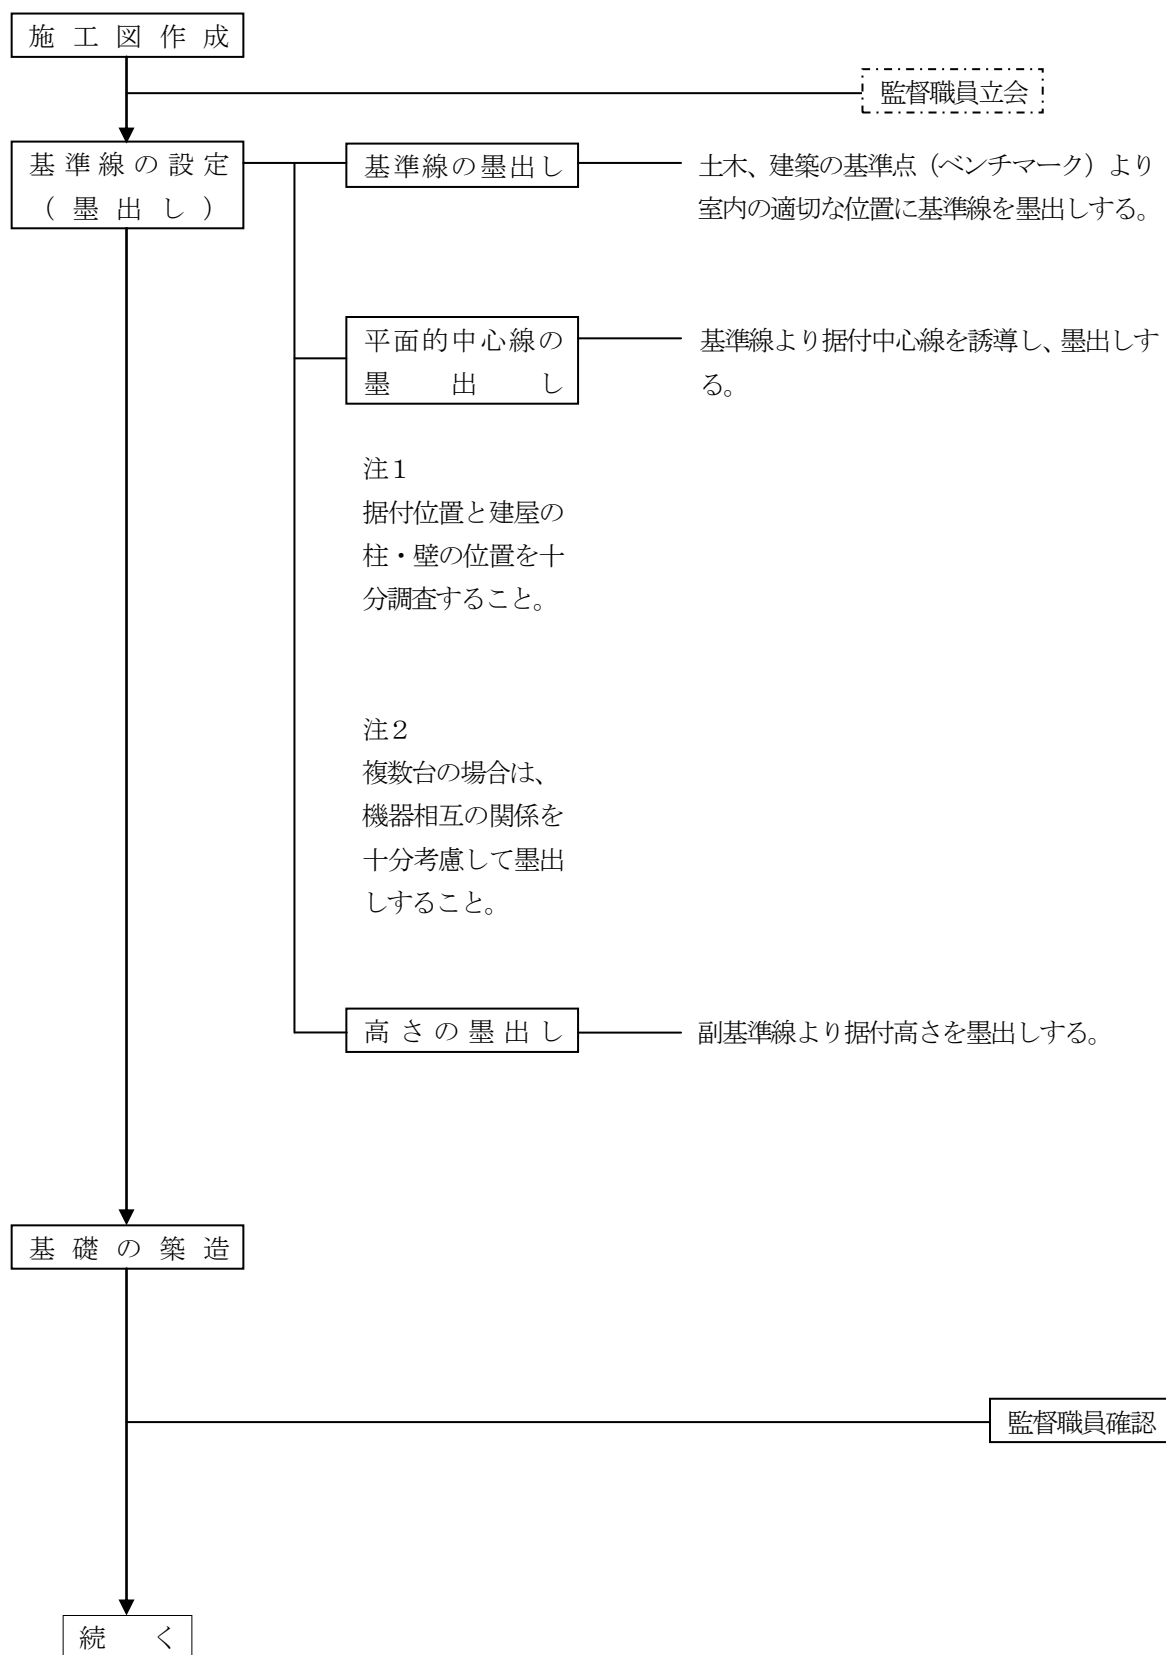 施工図作成
監督職員立会
基準線の設定
（墨出し）
基準線の墨出し
土木、建築の基準点（ベンチマーク）より
室内の適切な位置に基準線を墨出しする。
平面的中心線の
墨出し
基準線より据付中心線を誘導し、墨出しす
る。
注１
据付位置と建屋の
柱・壁の位置を十
分調査すること。
注２
複数台の場合は、
機器相互の関係を
十分考慮して墨出
しすること。
高さの墨出し
副基準線より据付高さを墨出しする。
基礎の築造
監督職員確認
続く